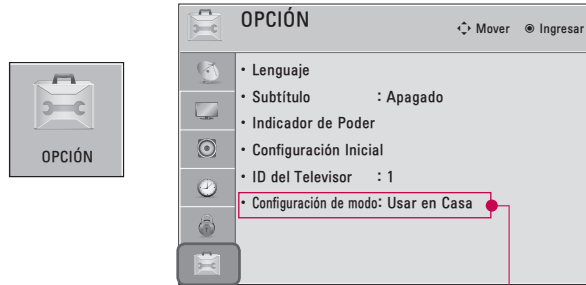 OPCIÓN
OPCIÓN
Mover
Ingresar
• Lenguaje
• Subtítulo : Apagado
• Indicador de Poder
• Configuración Inicial
• ID del Televisor : 1
• Configuración de modo: Usar en Casa